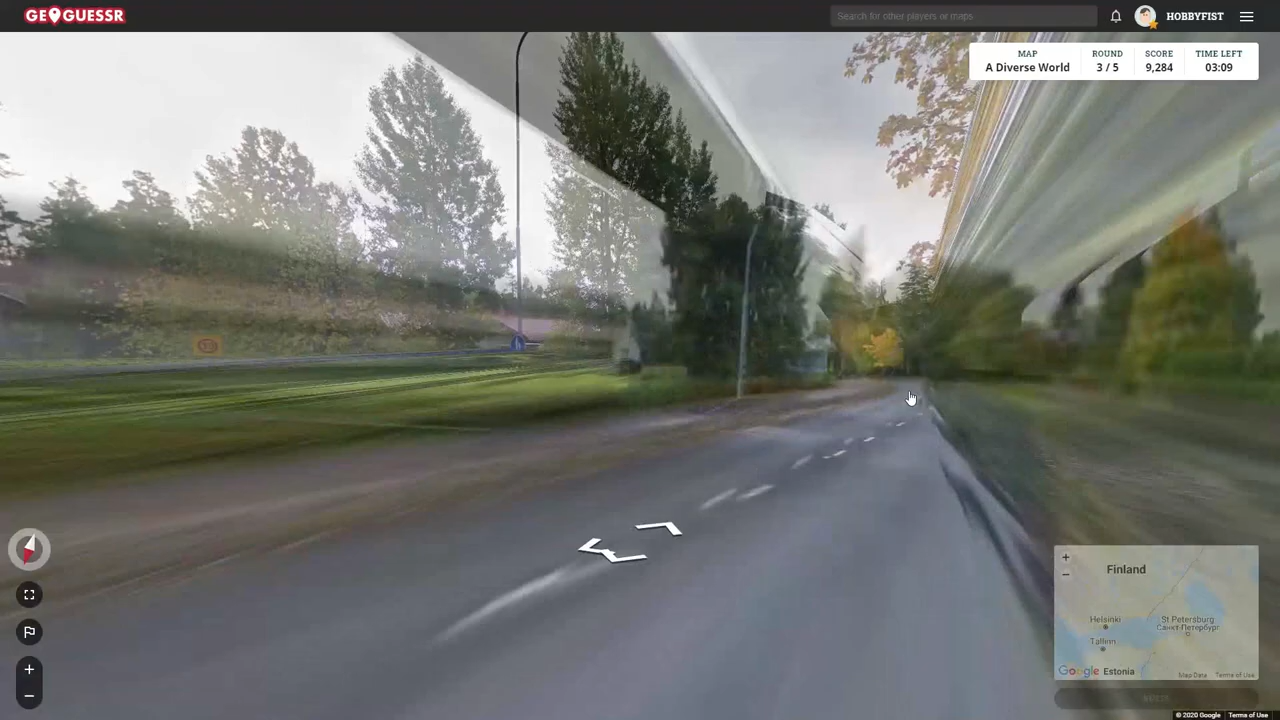 GEOGUESSR
Search for other players or maps
HOBBYFIST
MAP
A Diverse World
ROUND
3 / 5
SCORE
9,284
TIME LEFT
03:09
Finland
Helsinki
St Petersburg
Санкт-Петербург
Tallinn
Estonia
Google
Map Data
Terms of Use
© 2020 Google
Terms of Use